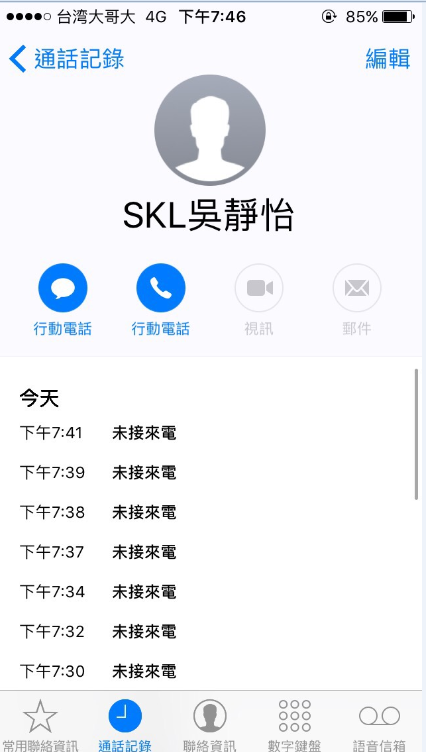 台湾大哥大 4G 下午7:46 85%
通話記錄 編輯
SKL吳靜怡
行動電話 行動電話 視訊 郵件
今天
下午7:41 未接來電
下午7:39 未接來電
下午7:38 未接來電
下午7:37 未接來電
下午7:34 未接來電
下午7:32 未接來電
下午7:30 未接來電
常用聯絡資訊 通話記錄 聯絡資訊 數字鍵盤 語音信箱